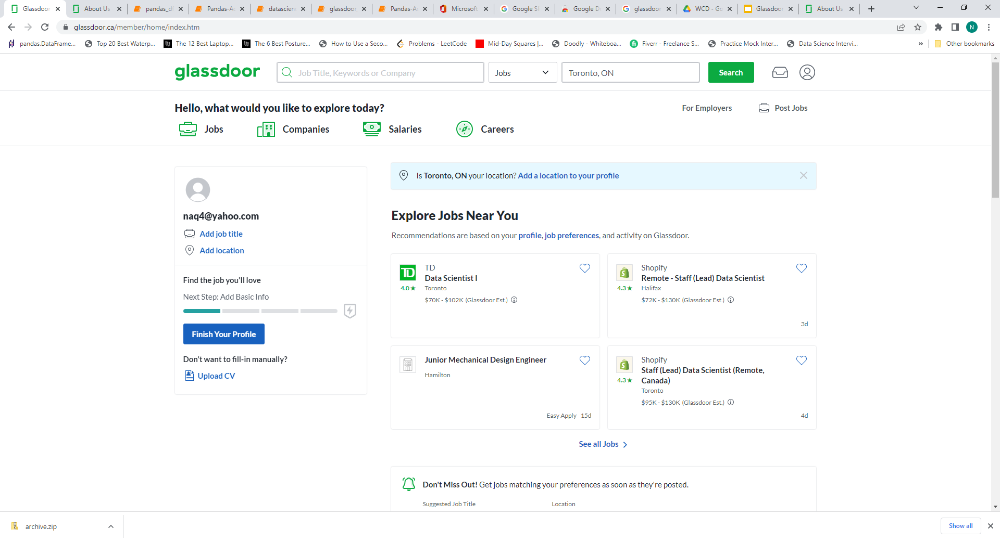 Glassdoor
About Us
pandas_df
Pandas-Ac
datascien
glassdoor
Pandas-A
Microsoft
Google Sl
Google D
glassdoor
WCD - Go
Glassdoor
About Us
glassdoor.ca/member/home/index.htm
N
pandas.DataFrame...
Top 20 Best Waterp...
The 12 Best Laptop...
The 6 Best Posture...
How to Use a Seco...
Problems - LeetCode
Mid-Day Squares |...
Doodly - Whiteboa...
Fiverr - Freelance S...
Practice Mock Inter...
Data Science Intervi...
»
Other bookmarks
glassdoor
Job Title, Keywords or Company
Jobs
Toronto, ON
Search
Hello, what would you like to explore today?
For Employers
Post Jobs
Jobs
Companies
Salaries
Careers
naq4@yahoo.com
Add job title
Add location
Find the job you'll love
Next Step: Add Basic Info
Finish Your Profile
Don't want to fill-in manually?
Upload CV
Is Toronto, ON your location? Add a location to your profile
Explore Jobs Near You
Recommendations are based on your profile, job preferences, and activity on Glassdoor.
TD
TD
Data Scientist I
4.0 ★
Toronto
$70K - $102K (Glassdoor Est.)
Shopify
Remote - Staff (Lead) Data Scientist
4.3 ★
Halifax
$72K - $130K (Glassdoor Est.)
3d
Junior Mechanical Design Engineer
Hamilton
Easy Apply 15d
Shopify
Staff (Lead) Data Scientist (Remote,
Canada)
4.3 ★
Toronto
$95K - $130K (Glassdoor Est.)
4d
See all Jobs
Don't Miss Out! Get jobs matching your preferences as soon as they're posted.
Suggested Job Title
Location
archive.zip
Show all